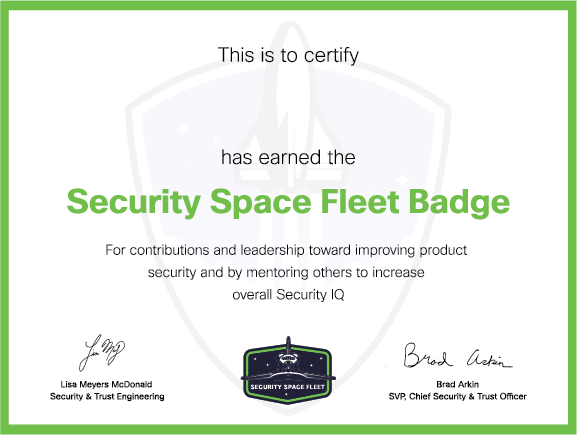 This is to certify
has earned the
Security Space Fleet Badge
For contributions and leadership toward improving product
security and by mentoring others to increase
overall Security IQ
Lisa Meyers McDonald
Security & Trust Engineering
SECURITY SPACE FLEET
Brad Arkin
Brad Arkin
SVP, Chief Security & Trust Officer